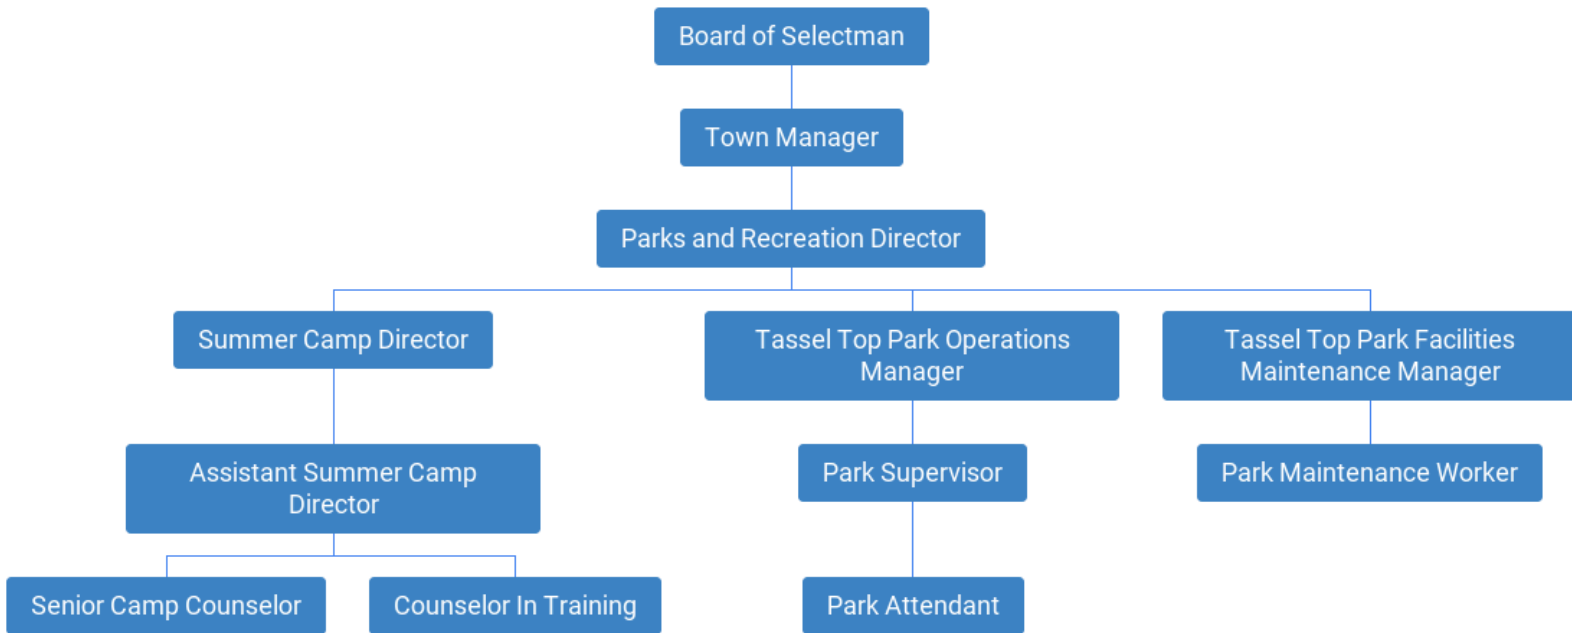 Board of Selectman
Town Manager
Parks and Recreation Director
Summer Camp Director
Tassel Top Park Operations
Manager
Tassel Top Park Facilities
Maintenance Manager
Assistant Summer Camp
Director
Park Supervisor
Park Maintenance Worker
Senior Camp Counselor
Counselor In Training
Park Attendant